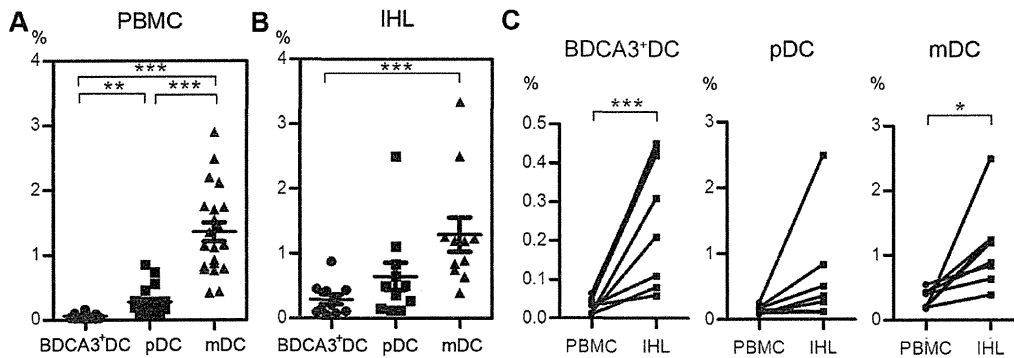 A
PBMC
%
4
3
2
1
0
***
** ***
BDCA3⁺DC pDC mDC
B
IHL
%
4
3
2
1
0
***
BDCA3⁺DC pDC mDC
C
BDCA3⁺DC
%
0.5
0.4
0.3
0.2
0.1
0.0
***
PBMC IHL
pDC
%
3
2
1
0
PBMC IHL
mDC
%
3
2
1
0
*
PBMC IHL